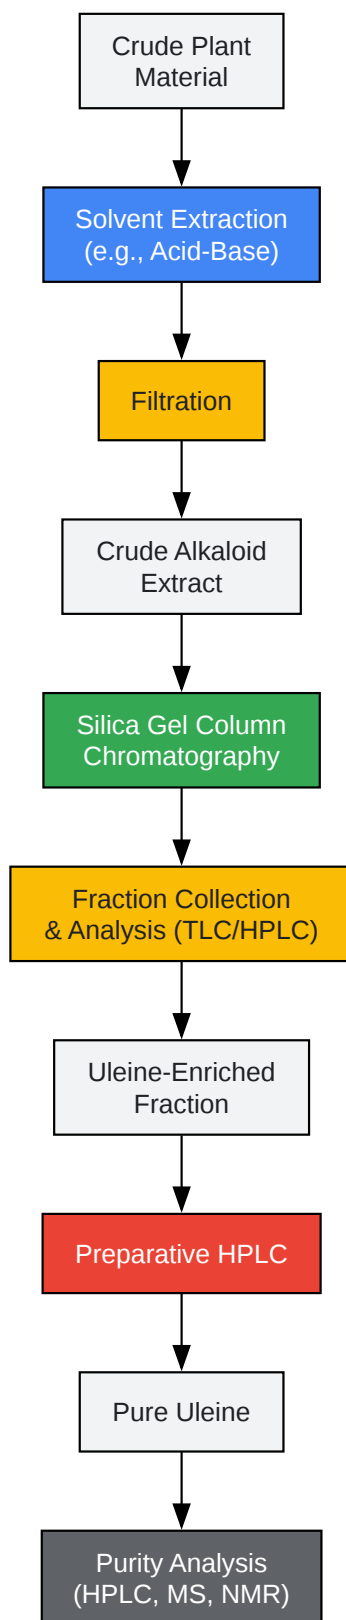 Crude Plant
Material
Solvent Extraction
(e.g., Acid-Base)
Filtration
Crude Alkaloid
Extract
Silica Gel Column
Chromatography
Fraction Collection
& Analysis (TLC/HPLC)
Uleine-Enriched
Fraction
Preparative HPLC
Pure Uleine
Purity Analysis
(HPLC, MS, NMR)